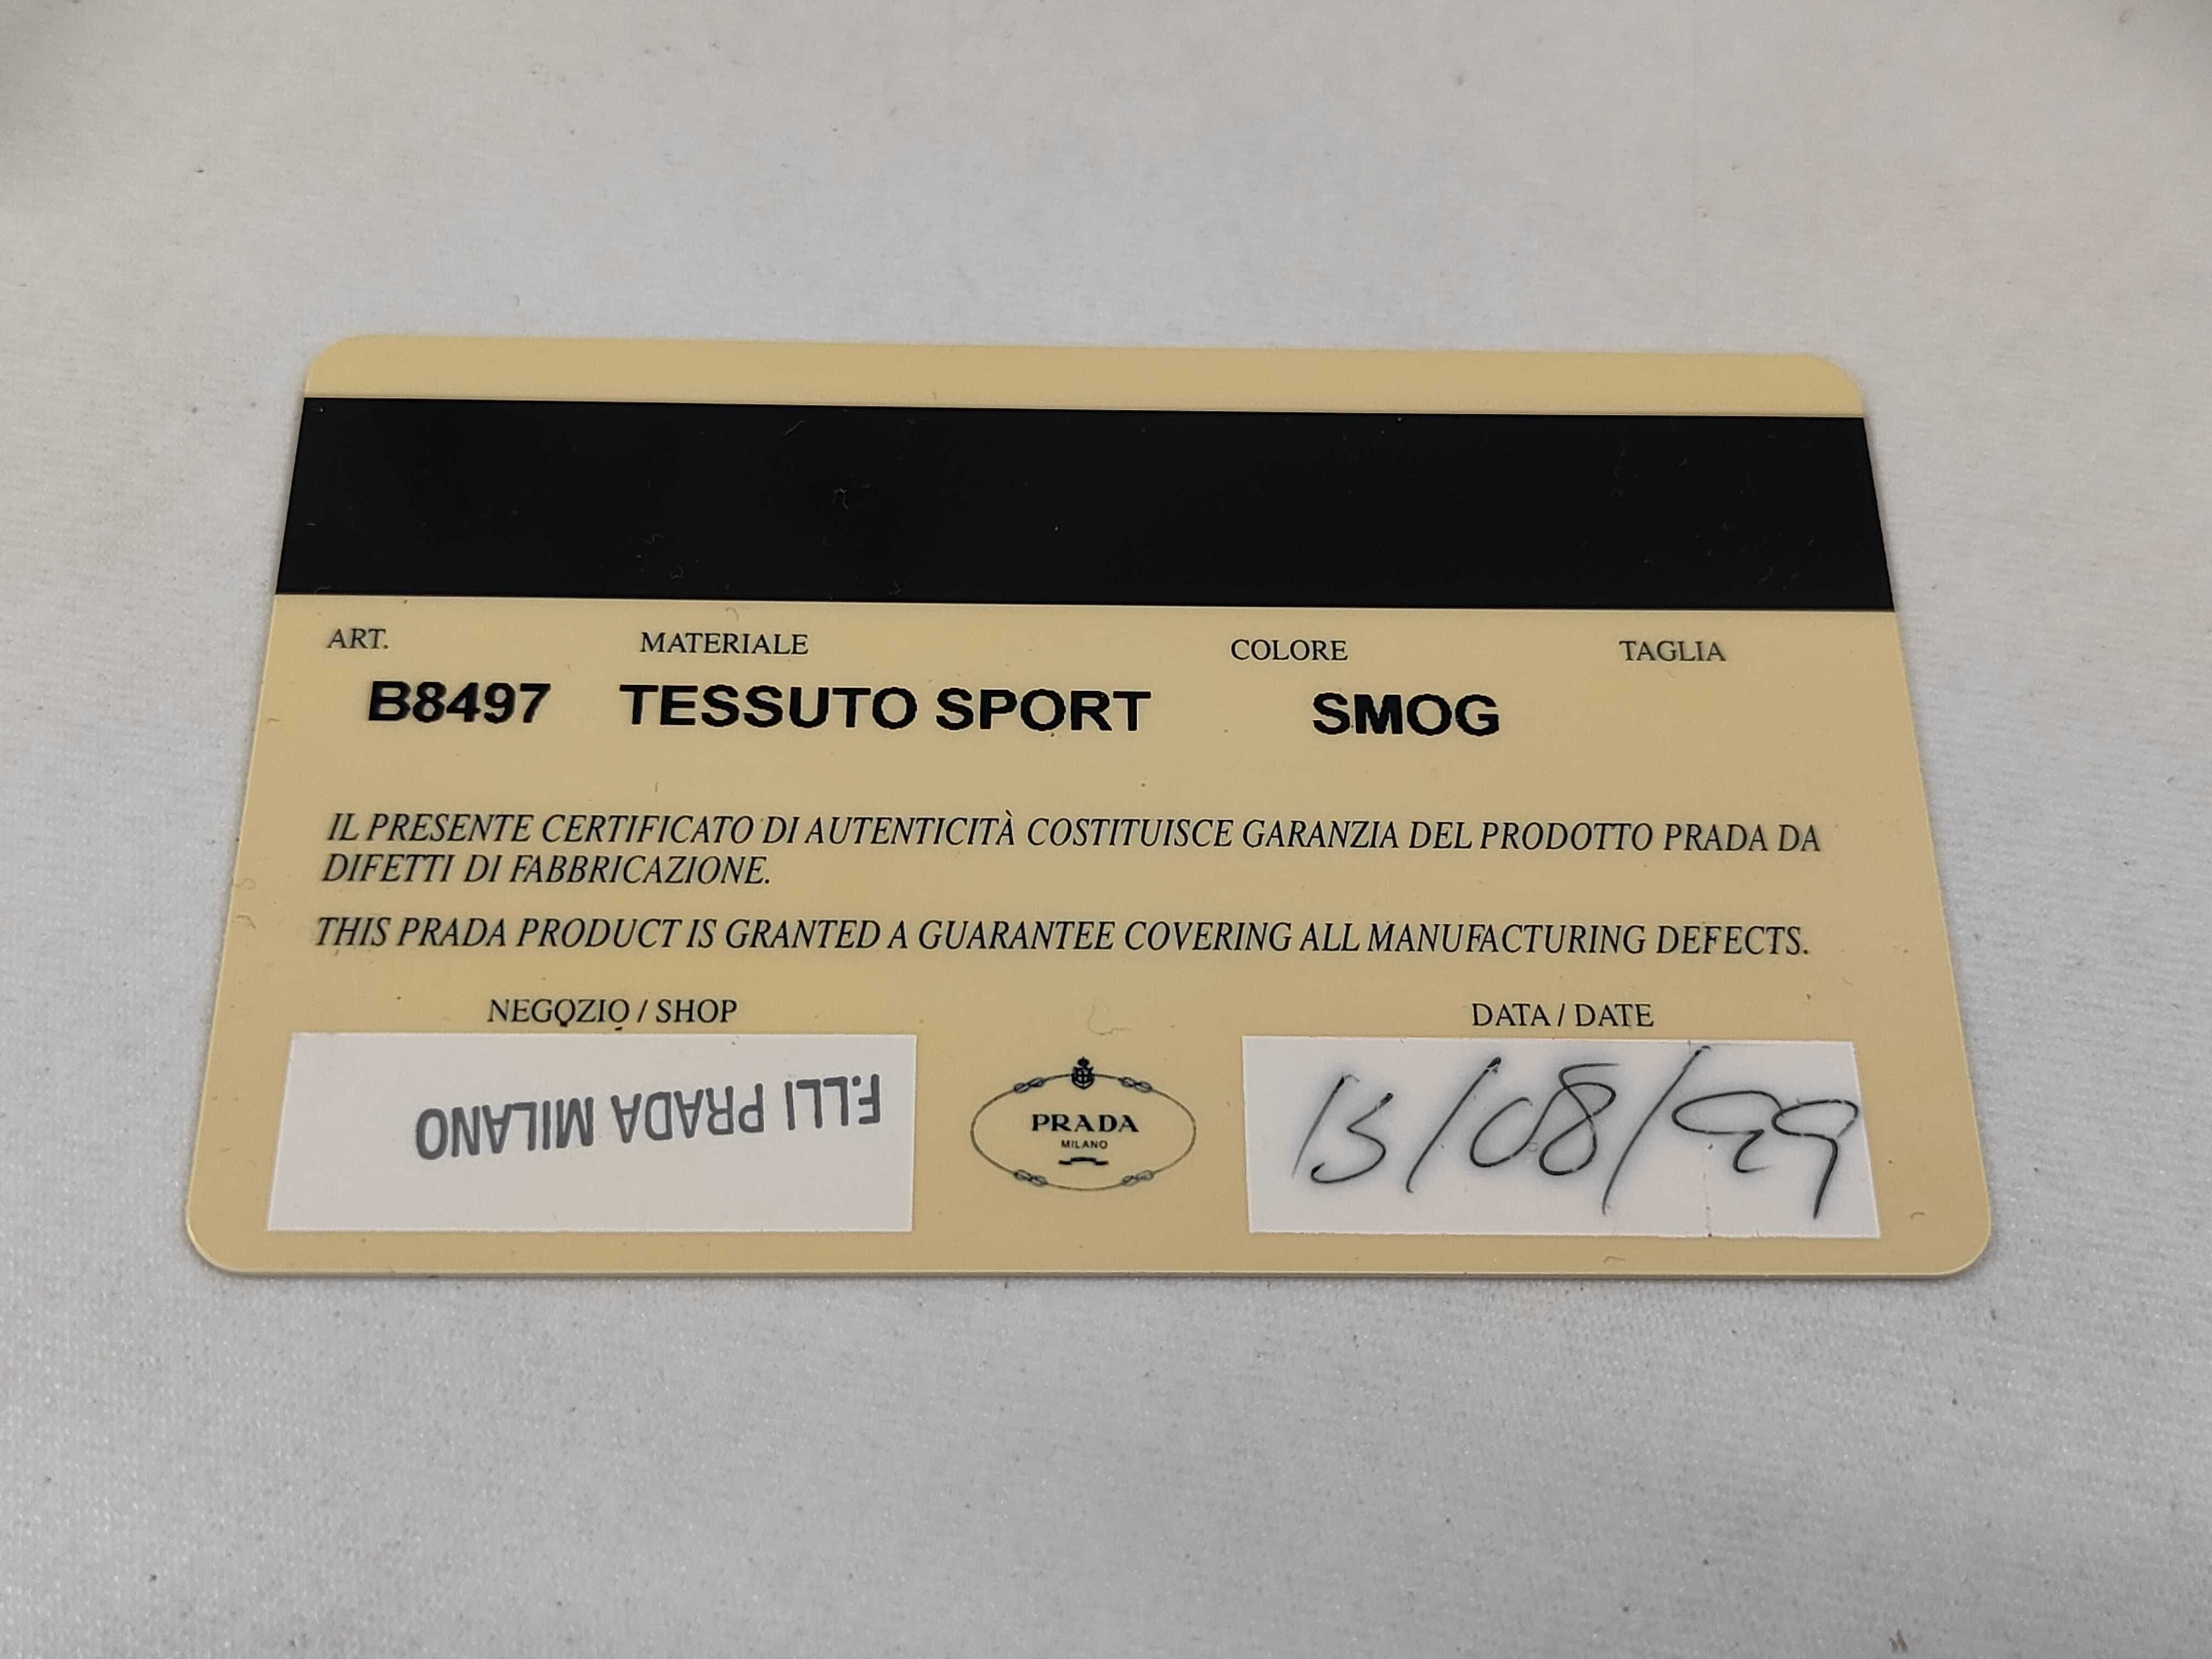 ART. MATERIALE COLORE TAGLIA
B8497 TESSUTO SPORT SMOG
IL PRESENTE CERTIFICATO DI AUTENTICITÀ COSTITUISCE GARANZIA DEL PRODOTTO PRADA DA
DIFETTI DI FABBRICAZIONE.
THIS PRADA PRODUCT IS GRANTED A GUARANTEE COVERING ALL MANUFACTURING DEFECTS.
NEGOZIO / SHOP
F.LLI PRADA MILANO
PRADA
MILANO
DATA / DATE
13/08/99